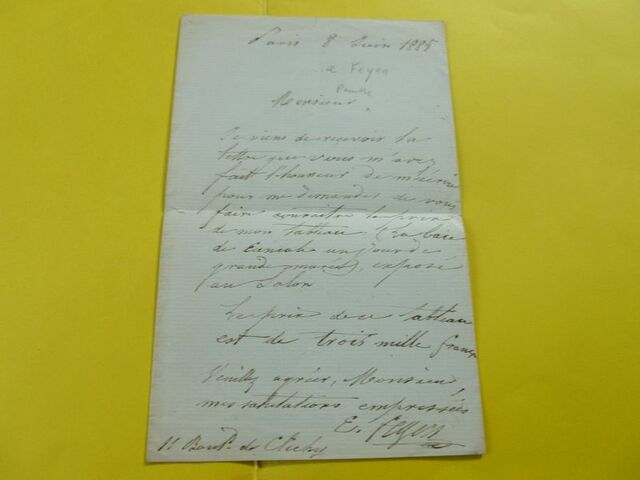 Paris 8 Juin 1885
e Feyen
Peintre
Monsieur,
Je viens de recevoir la
lettre que vous m'avez
fait l'honneur de m'écrire
pour me demander de vous
faire connaitre le prix
de mon tableau (La baie
de Cancale un jour de
grande marée), exposé
au Salon
Le prix de ce tableau
est de trois mille francs
Veuillez agréer, Monsieur,
mes salutations empressées
E. Feyen
11 Boul.d de Clichy